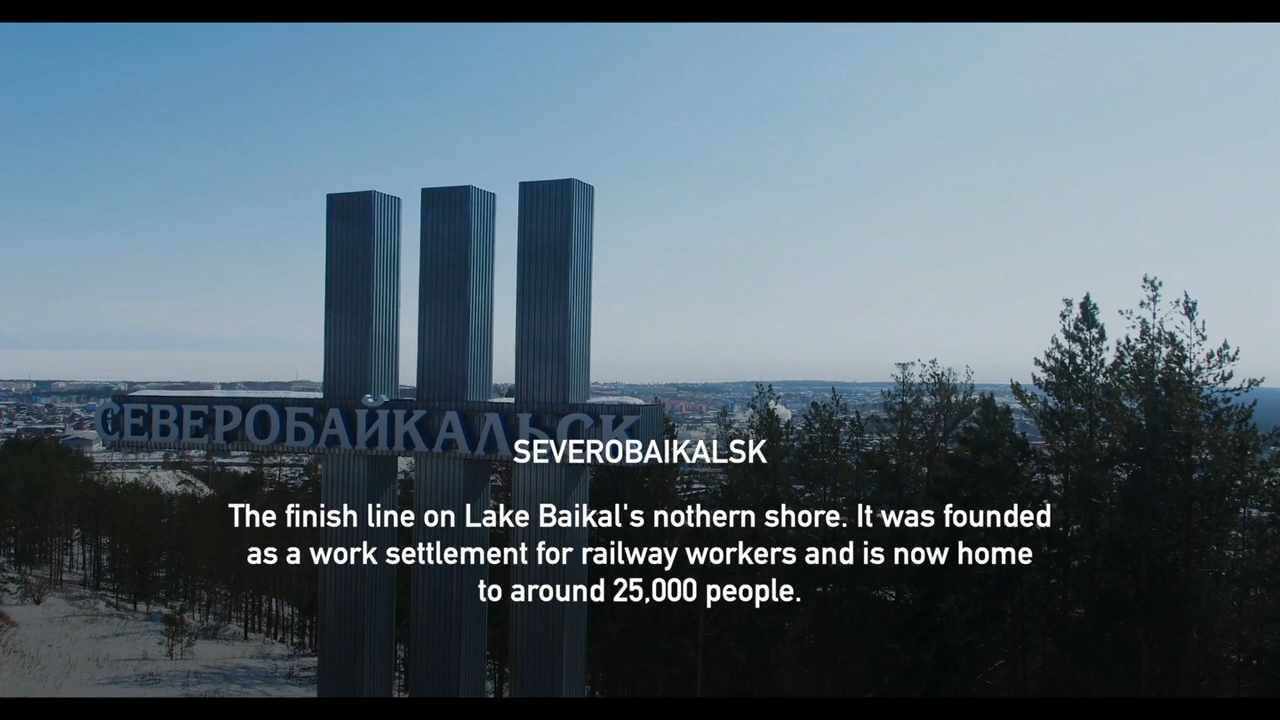 СЕВЕРОБАЙКАЛЬСК
SEVEROBAIKALSK
The finish line on Lake Baikal's nothern shore. It was founded
as a work settlement for railway workers and is now home
to around 25,000 people.